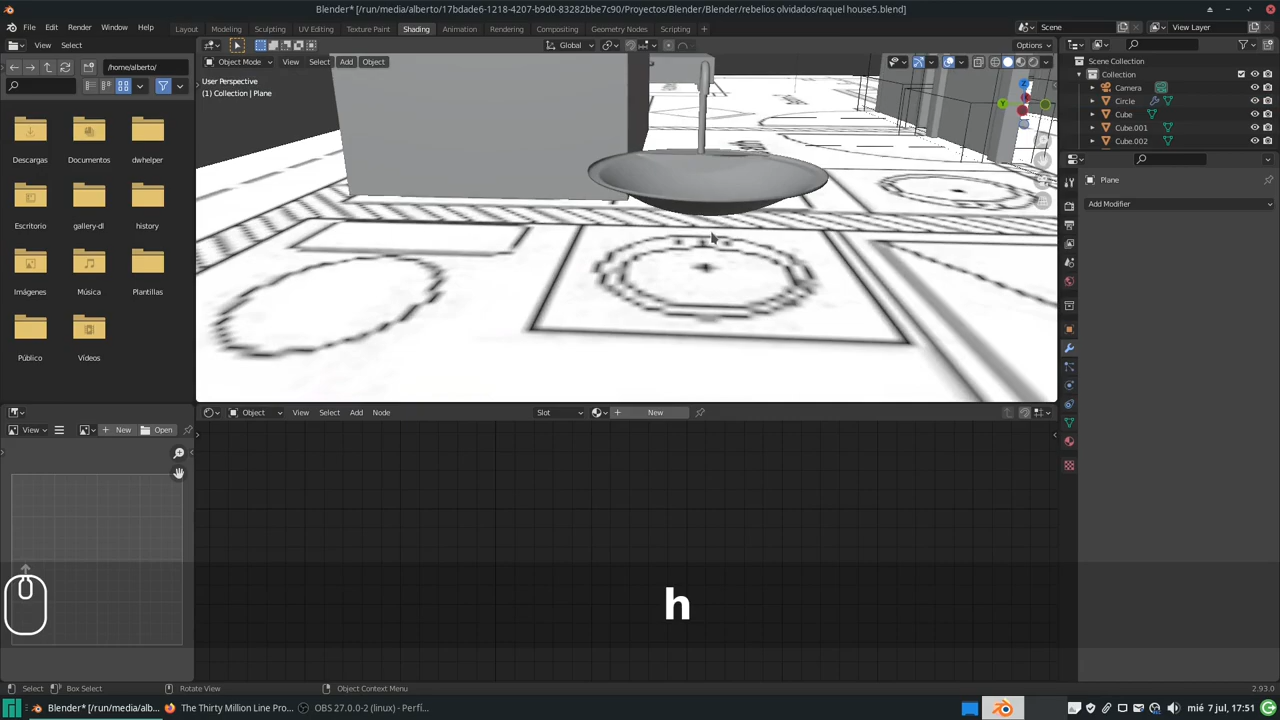 Blender* [/run/media/alberto/17bdade6-1218-4207-b9d0-83282bbe7c90/Proyectos/Blender/Blender/rebelios olvidados/raquel house5.blend]
File Edit Render Window Help Layout Modeling Sculpting UV Editing Texture Paint Shading Animation Rendering Compositing Geometry Nodes Scripting Scene View Layer
View Select Global Options
/home/alberto/ Object Mode View Select Add Object Scene Collection
User Perspective Collection
(1) Collection | Plane Camera
Circle
Cube
Cube.001
Cube.002
Descargas Documentos twhelper
Plane
Add Modifier
Escritorio gallery-dl history
Imágenes Música Plantillas
Público Vídeos
Object View Select Add Node Slot New
View New Open
h
Select Box Select Rotate View Object Context Menu 2.93.0
Blender* [/run/media/alb... The Thirty Million Line Pro... OBS 27.0.0-2 (linux) - Perfi... mié 7 jul, 17:51